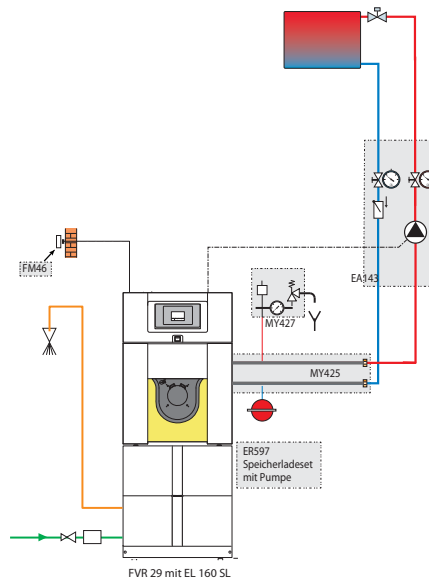 FM46
EA143
MY427
MY425
ER597
Speicherladeset
mit Pumpe
FVR 29 mit EL 160 SL